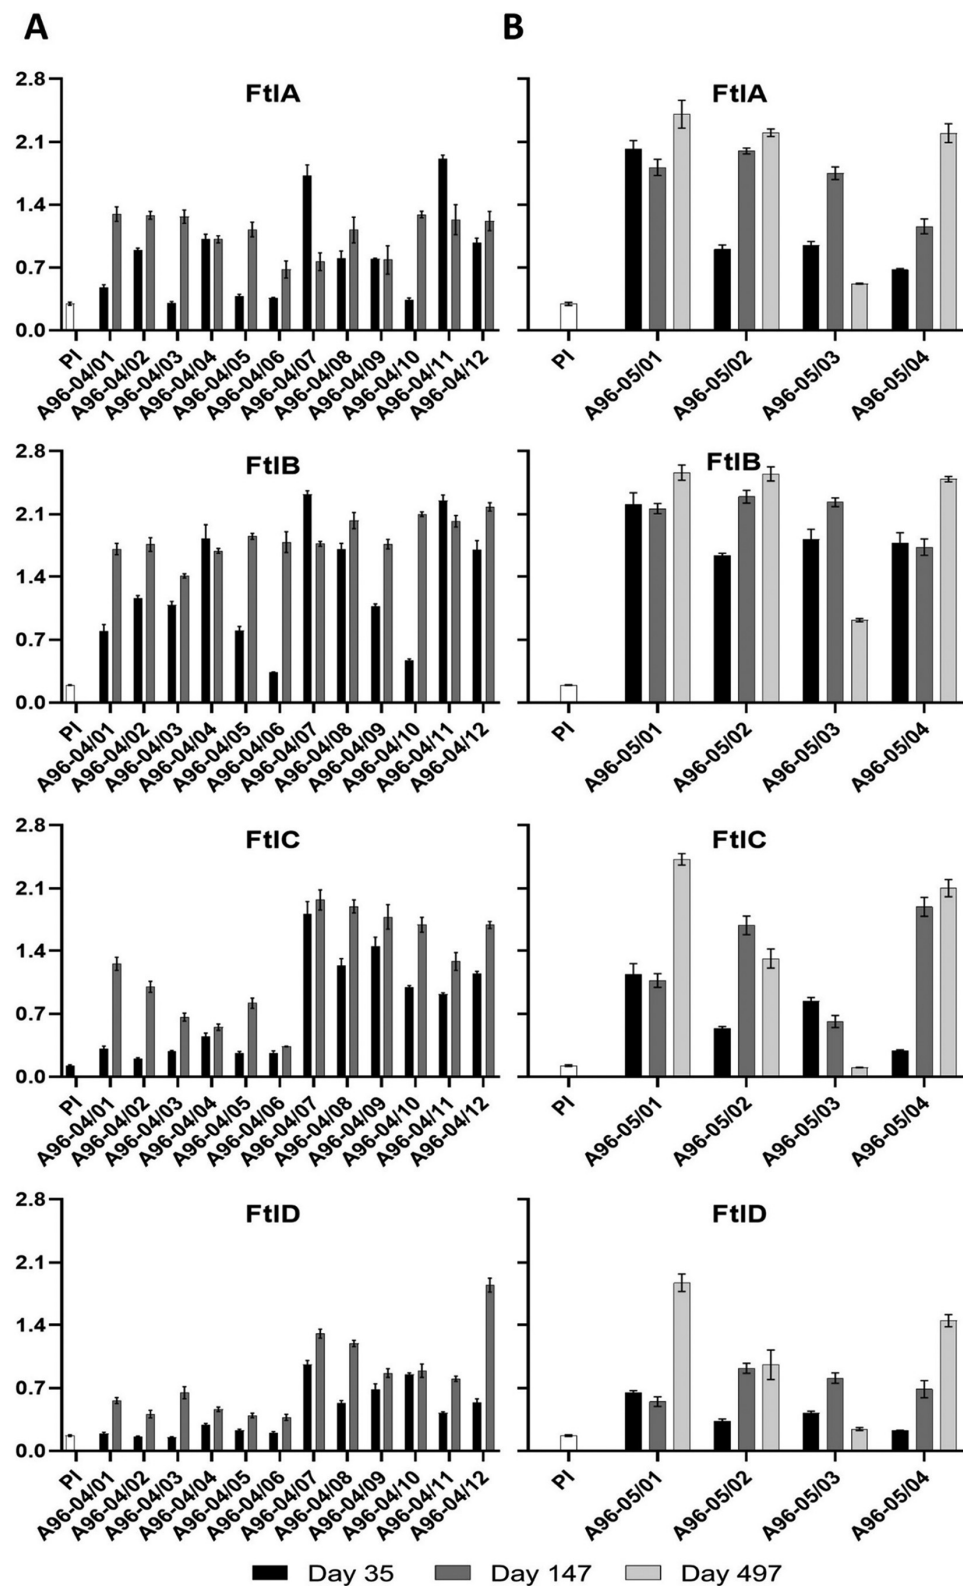 A
B
FtlA
FtlA
2.8
2.1
1.4
0.7
0.0
PI
A96-04/01
A96-04/02
A96-04/03
A96-04/04
A96-04/05
A96-04/06
A96-04/07
A96-04/08
A96-04/09
A96-04/10
A96-04/11
A96-04/12
PI
A96-05/01
A96-05/02
A96-05/03
A96-05/04
FtlB
FtlB
2.8
2.1
1.4
0.7
0.0
PI
A96-04/01
A96-04/02
A96-04/03
A96-04/04
A96-04/05
A96-04/06
A96-04/07
A96-04/08
A96-04/09
A96-04/10
A96-04/11
A96-04/12
PI
A96-05/01
A96-05/02
A96-05/03
A96-05/04
FtlC
FtlC
2.8
2.1
1.4
0.7
0.0
PI
A96-04/01
A96-04/02
A96-04/03
A96-04/04
A96-04/05
A96-04/06
A96-04/07
A96-04/08
A96-04/09
A96-04/10
A96-04/11
A96-04/12
PI
A96-05/01
A96-05/02
A96-05/03
A96-05/04
FtlD
FtlD
2.8
2.1
1.4
0.7
0.0
PI
A96-04/01
A96-04/02
A96-04/03
A96-04/04
A96-04/05
A96-04/06
A96-04/07
A96-04/08
A96-04/09
A96-04/10
A96-04/11
A96-04/12
PI
A96-05/01
A96-05/02
A96-05/03
A96-05/04
Day 35 Day 147 Day 497